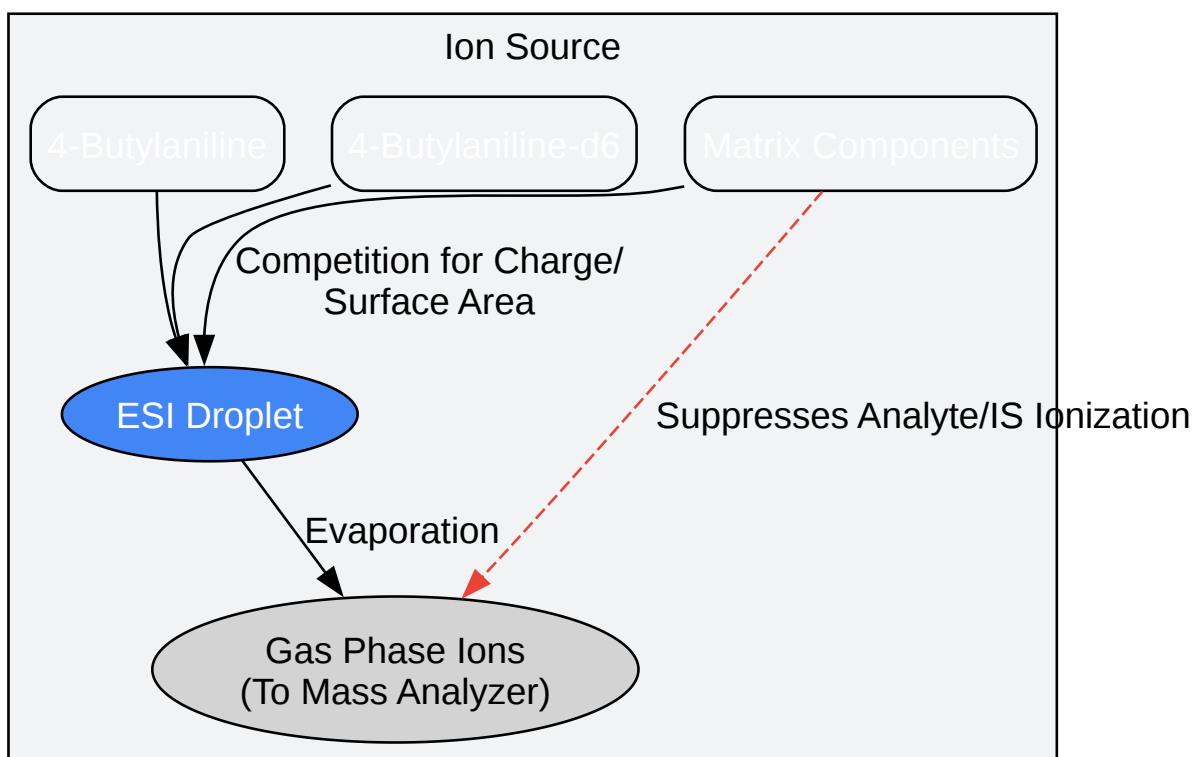 Ion Source
4-Butylaniline
4-Butylaniline-d6
Matrix Components
Competition for Charge/
Surface Area
ESI Droplet
Suppresses Analyte/IS Ionization
Evaporation
Gas Phase Ions
(To Mass Analyzer)